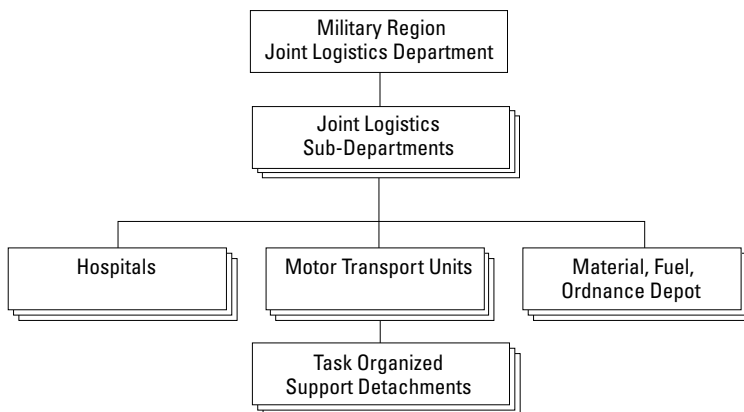 Military Region
Joint Logistics Department
Joint Logistics
Sub-Departments
Hospitals
Motor Transport Units
Material, Fuel,
Ordnance Depot
Task Organized
Support Detachments